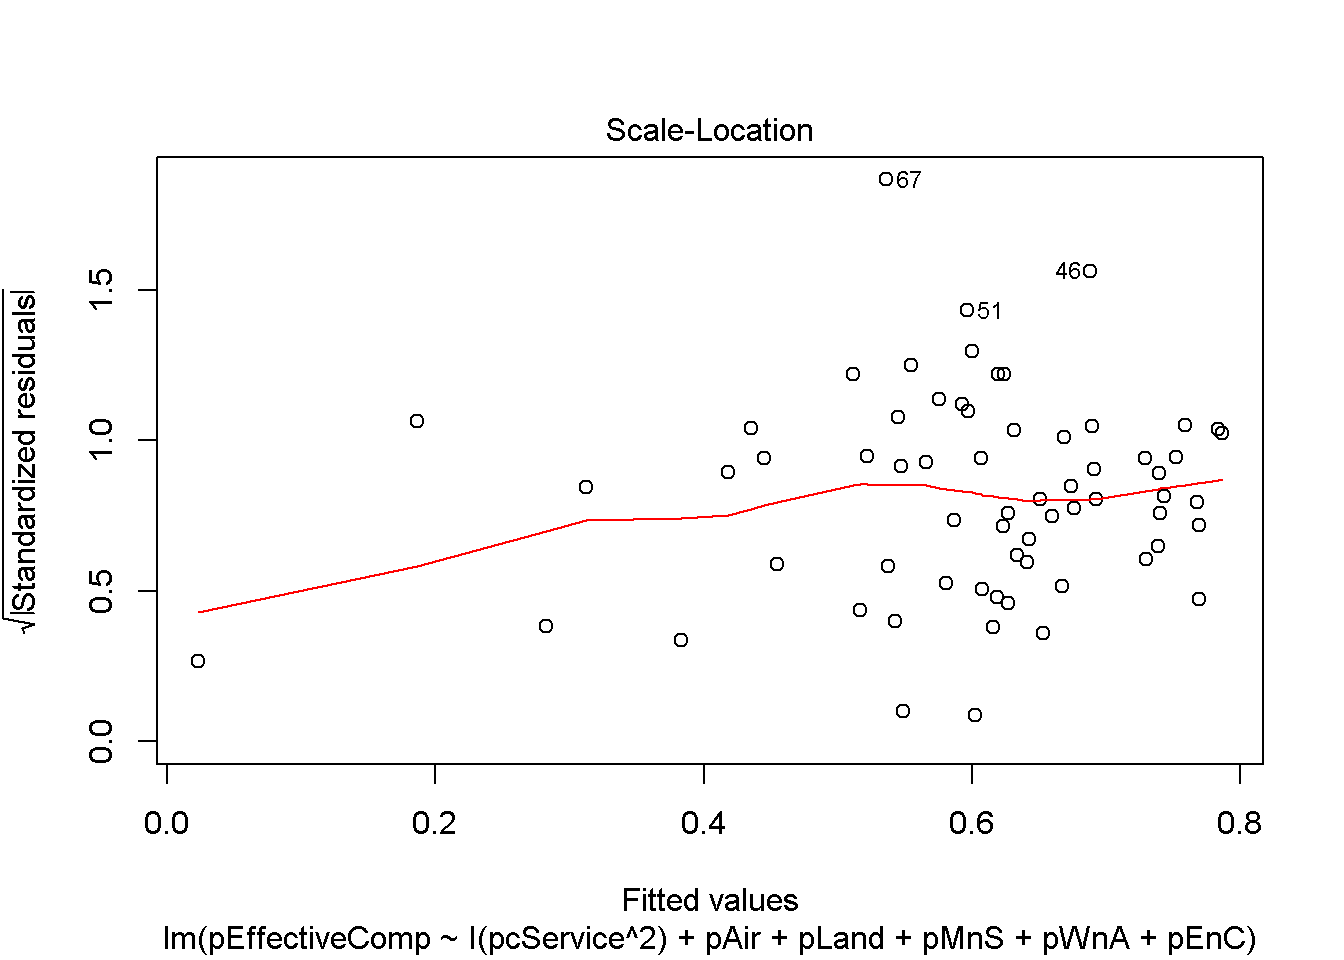 Scale-Location
67
46
51
√|Standardized residuals|
1.5
1.0
0.5
0.0
0.0 0.2 0.4 0.6 0.8
Fitted values
lm(pEffectiveComp ~ I(pcService^2) + pAir + pLand + pMnS + pWnA + pEnC)